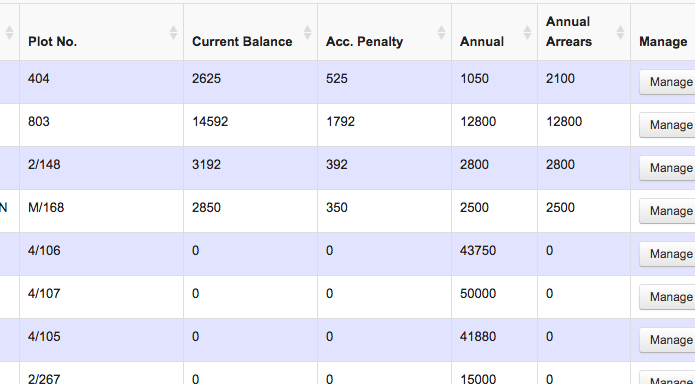 Plot No. Current Balance Acc. Penalty Annual Annual Arrears Manage
404 2625 525 1050 2100 Manage
803 14592 1792 12800 12800 Manage
2/148 3192 392 2800 2800 Manage
N M/168 2850 350 2500 2500 Manage
4/106 0 0 43750 0 Manage
4/107 0 0 50000 0 Manage
4/105 0 0 41880 0 Manage
2/267 0 0 15000 0 Manage